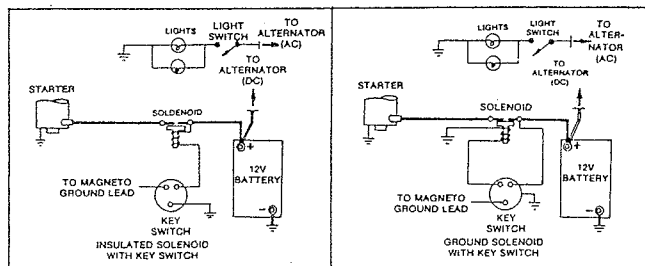 LIGHTS
LIGHT
SWITCH
TO
ALTERNATOR
(AC)
TO
ALTERNATOR
(DC)
STARTER
SOLDENOID
+
12V
BATTERY
−
TO MAGNETO
GROUND LEAD
KEY
SWITCH
INSULATED SOLENOID
WITH KEY SWITCH
LIGHTS
LIGHT
SWITCH
TO
ALTER-
NATOR
(AC)
TO
ALTERNATOR
(DC)
STARTER
SOLENOID
+
12V
BATTERY
−
TO MAGNETO
GROUND LEAD
KEY
SWITCH
GROUND SOLENOID
WITH KEY SWITCH